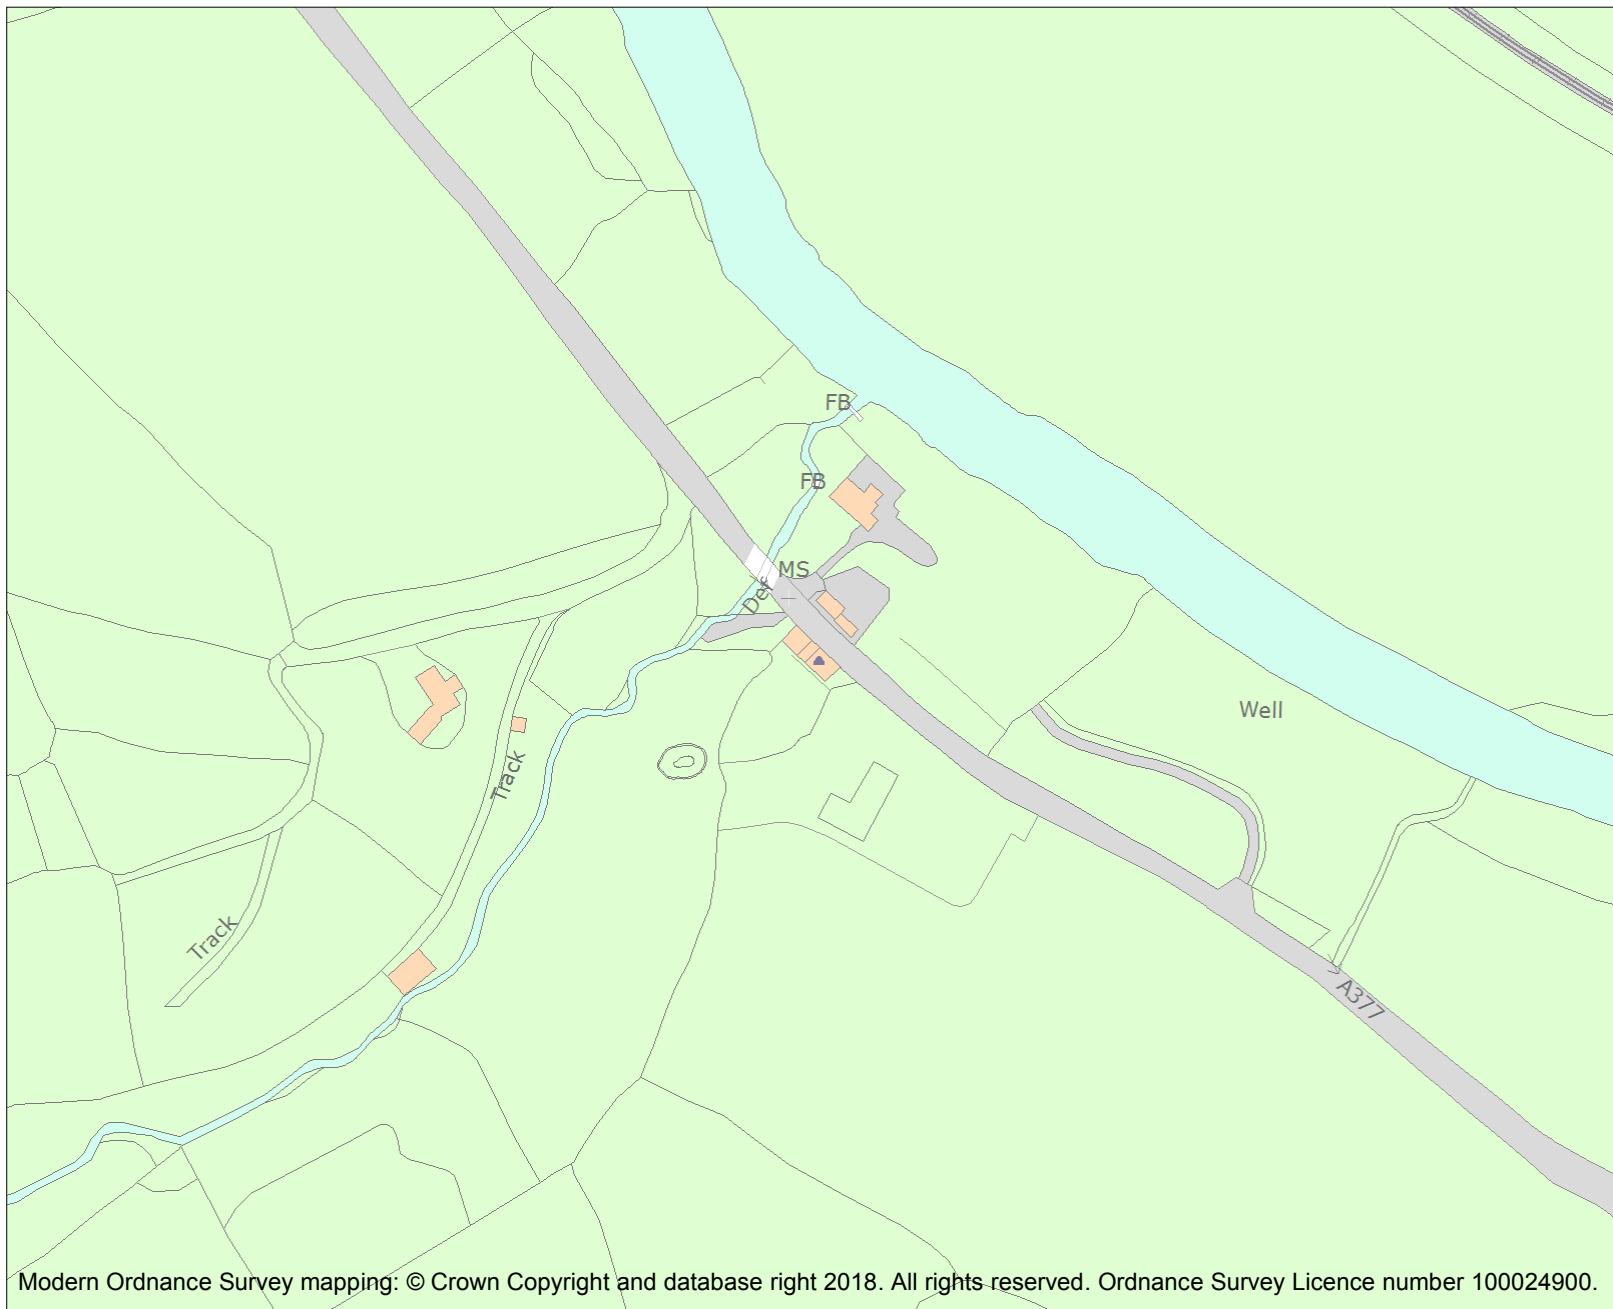 FB
FB
MS
Def
Well
Track
Track
A377
Modern Ordnance Survey mapping: © Crown Copyright and database right 2018. All rights reserved. Ordnance Survey Licence number 100024900.